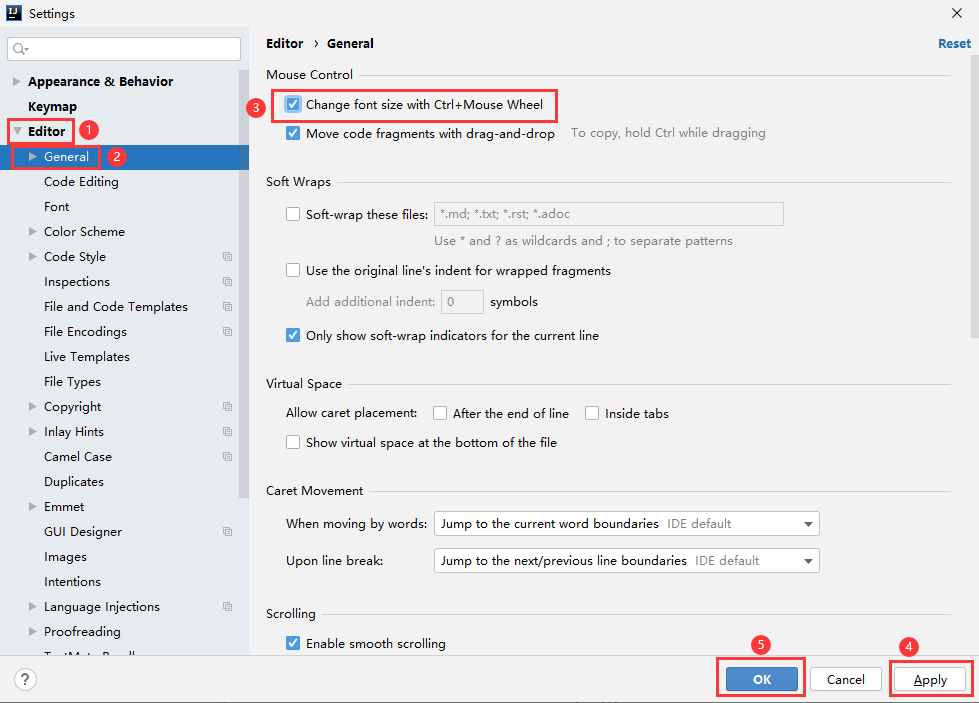 Settings
Editor › General
Reset
Appearance & Behavior
Keymap
Editor 1
General 2
Code Editing
Font
Color Scheme
Code Style
Inspections
File and Code Templates
File Encodings
Live Templates
File Types
Copyright
Inlay Hints
Camel Case
Duplicates
Emmet
GUI Designer
Images
Intentions
Language Injections
Proofreading
Mouse Control
3 Change font size with Ctrl+Mouse Wheel
Move code fragments with drag-and-drop To copy, hold Ctrl while dragging
Soft Wraps
Soft-wrap these files: *.md; *.txt; *.rst; *.adoc
Use * and ? as wildcards and ; to separate patterns
Use the original line's indent for wrapped fragments
Add additional indent: 0 symbols
Only show soft-wrap indicators for the current line
Virtual Space
Allow caret placement: After the end of line Inside tabs
Show virtual space at the bottom of the file
Caret Movement
When moving by words: Jump to the current word boundaries IDE default
Upon line break: Jump to the next/previous line boundaries IDE default
Scrolling
Enable smooth scrolling
5 4
? OK Cancel Apply